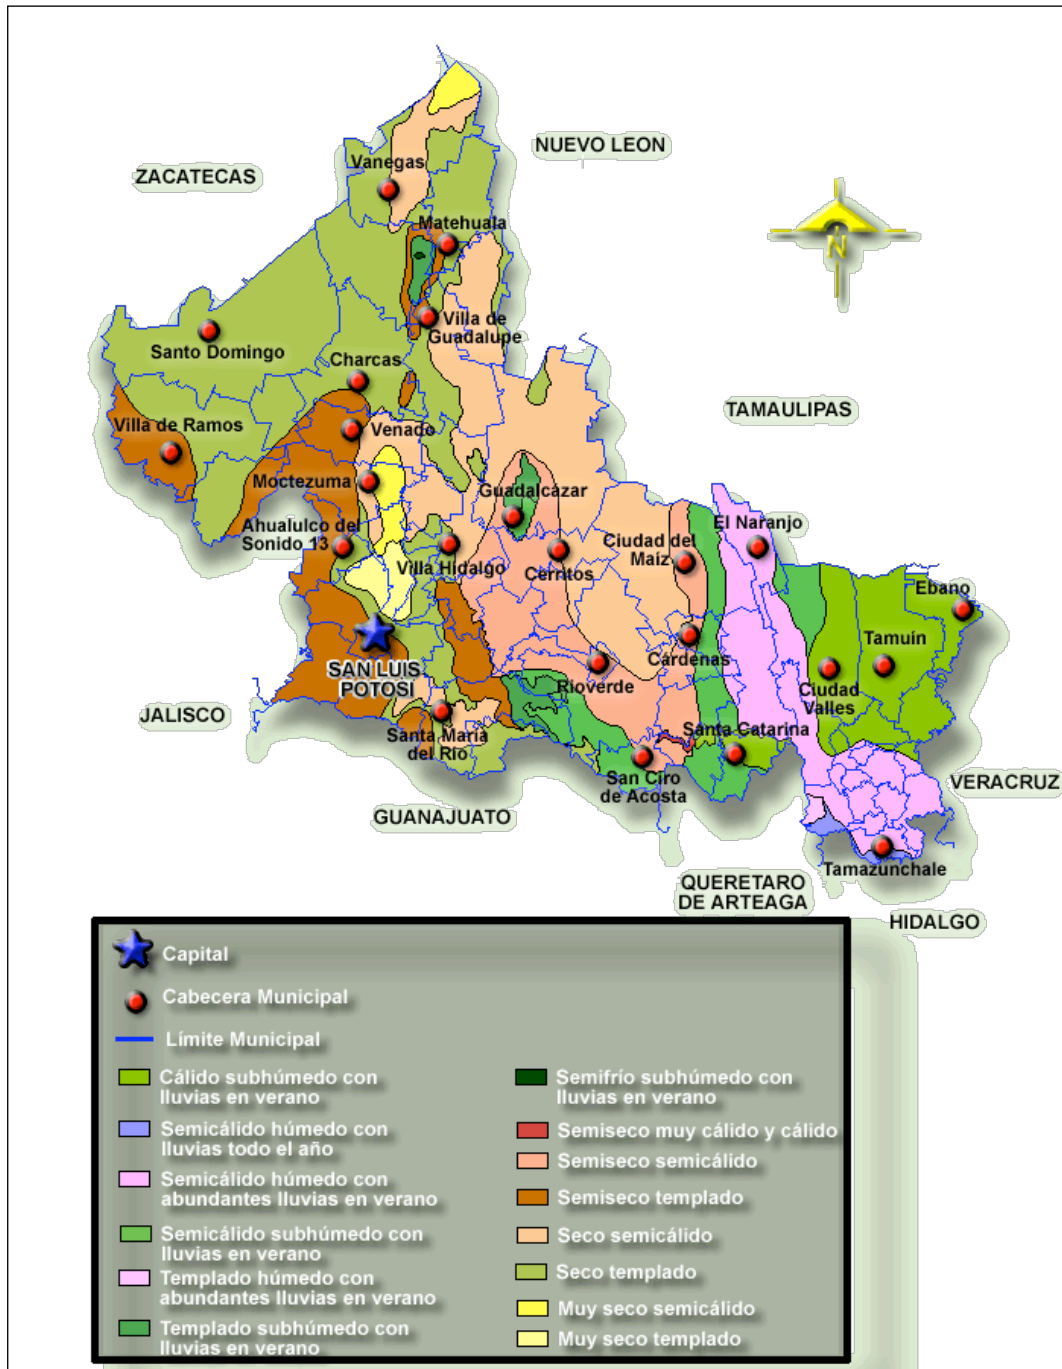 NUEVO LEON
ZACATECAS
Vanegas
Matehuala
N
Villa de
Guadalupe
Santo Domingo
Charcas
TAMAULIPAS
Villa de Ramos
Venado
Moctezuma
Guadalcázar
Ahualulco del
Sonido 13
El Naranjo
Ciudad del
Maíz
Villa Hidalgo
Cerritos
Ebano
Tamuín
Cárdenas
SAN LUIS
POTOSI
Rioverde
Ciudad
Valles
JALISCO
Santa María
del Río
Santa Catarina
San Ciro
de Acosta
VERACRUZ
GUANAJUATO
Tamazunchale
QUERETARO
DE ARTEAGA
HIDALGO
Capital
Cabecera Municipal
Límite Municipal
Cálido subhúmedo con
lluvias en verano
Semicálido húmedo con
lluvias todo el año
Semicálido húmedo con
abundantes lluvias en verano
Semicálido subhúmedo con
lluvias en verano
Templado húmedo con
abundantes lluvias en verano
Templado subhúmedo con
lluvias en verano
Semifrío subhúmedo con
lluvias en verano
Semiseco muy cálido y cálido
Semiseco semicálido
Semiseco templado
Seco semicálido
Seco templado
Muy seco semicálido
Muy seco templado